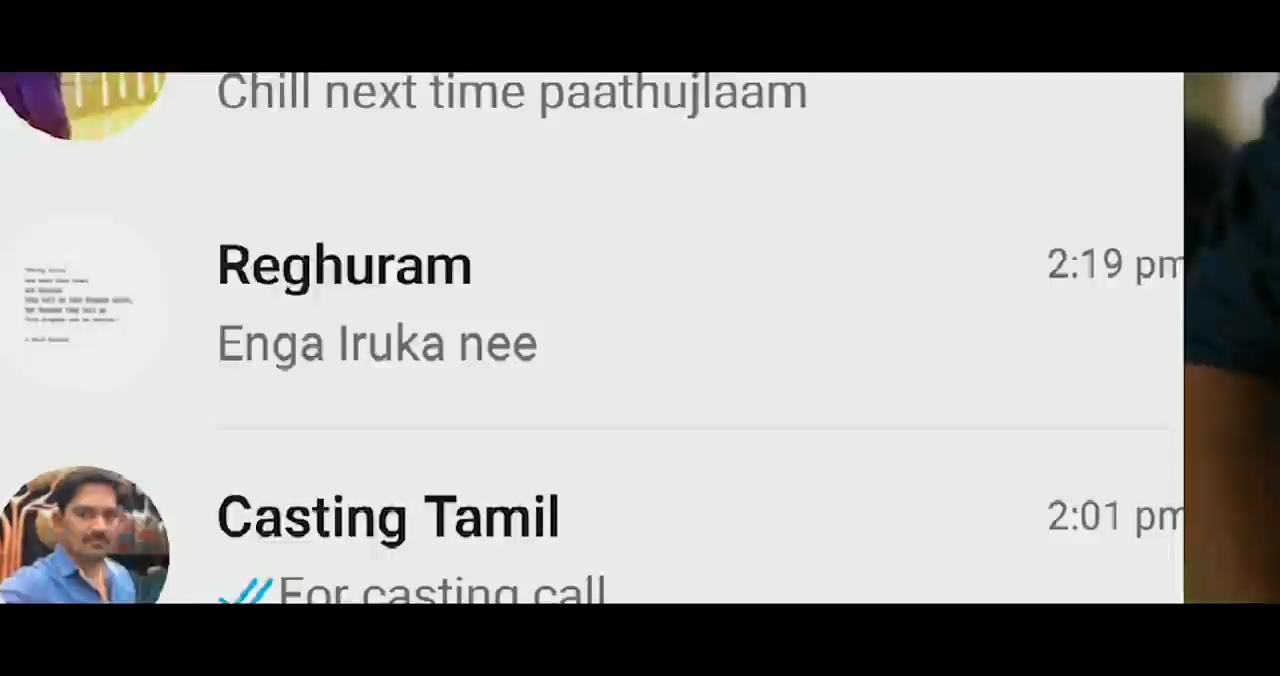 Chill next time paathujlaam
Reghuram
2:19 pm
Enga Iruka nee
Casting Tamil
2:01 pm
For casting call